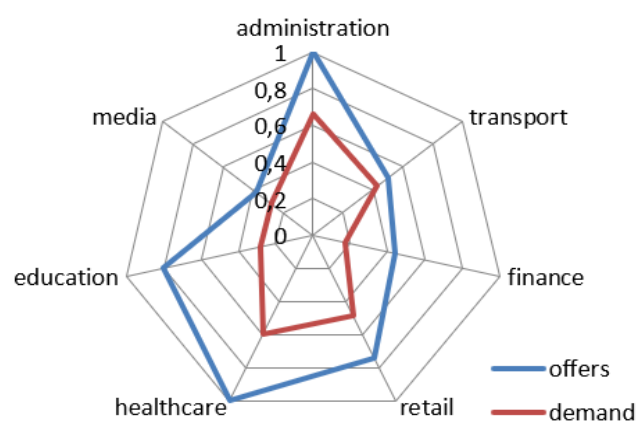 administration
1
0,8
0,6
0,4
0,2
0
media
transport
education
finance
healthcare
retail
offers
demand